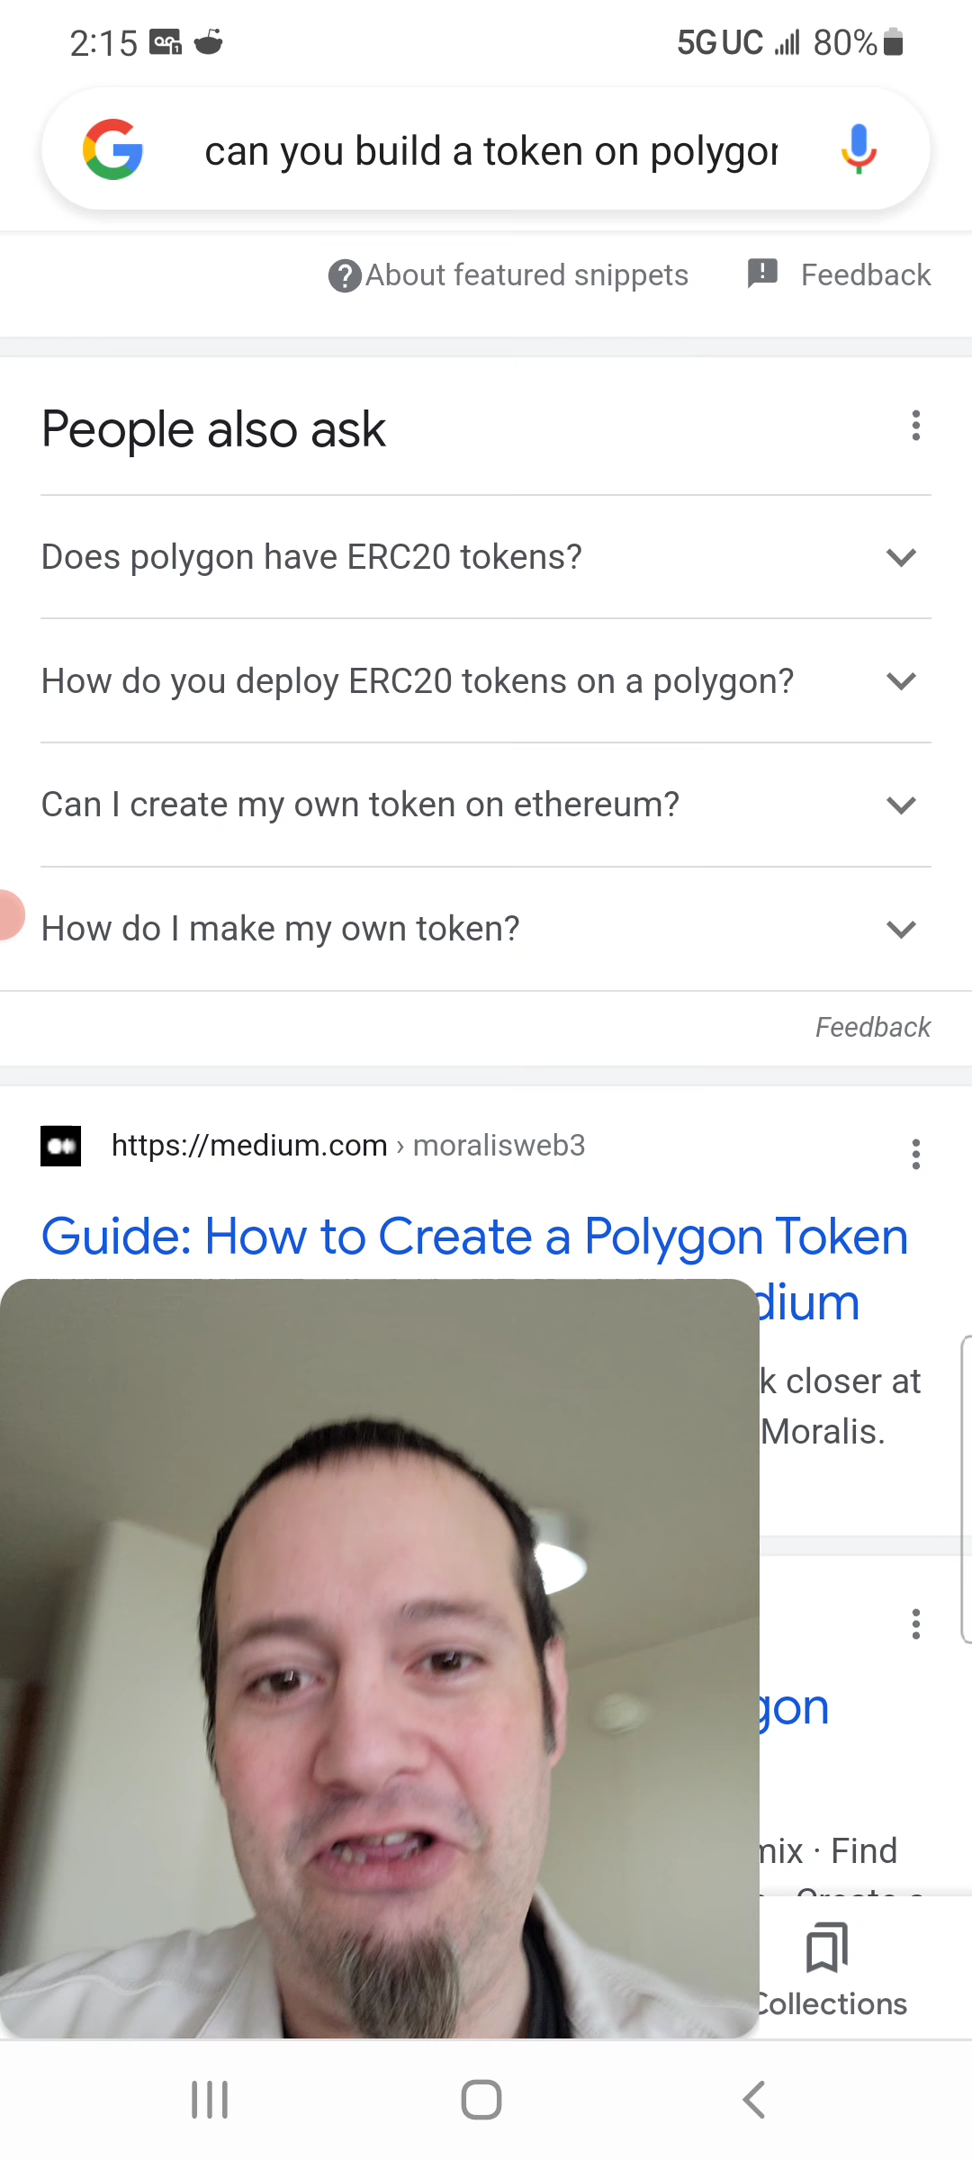 2:15
5G UC 80%
can you build a token on polygon
About featured snippets Feedback
People also ask
Does polygon have ERC20 tokens?
How do you deploy ERC20 tokens on a polygon?
Can I create my own token on ethereum?
How do I make my own token?
Feedback
https://medium.com › moralisweb3
Guide: How to Create a Polygon Token
dium
k closer at
Moralis.
gon
mix · Find
Collections